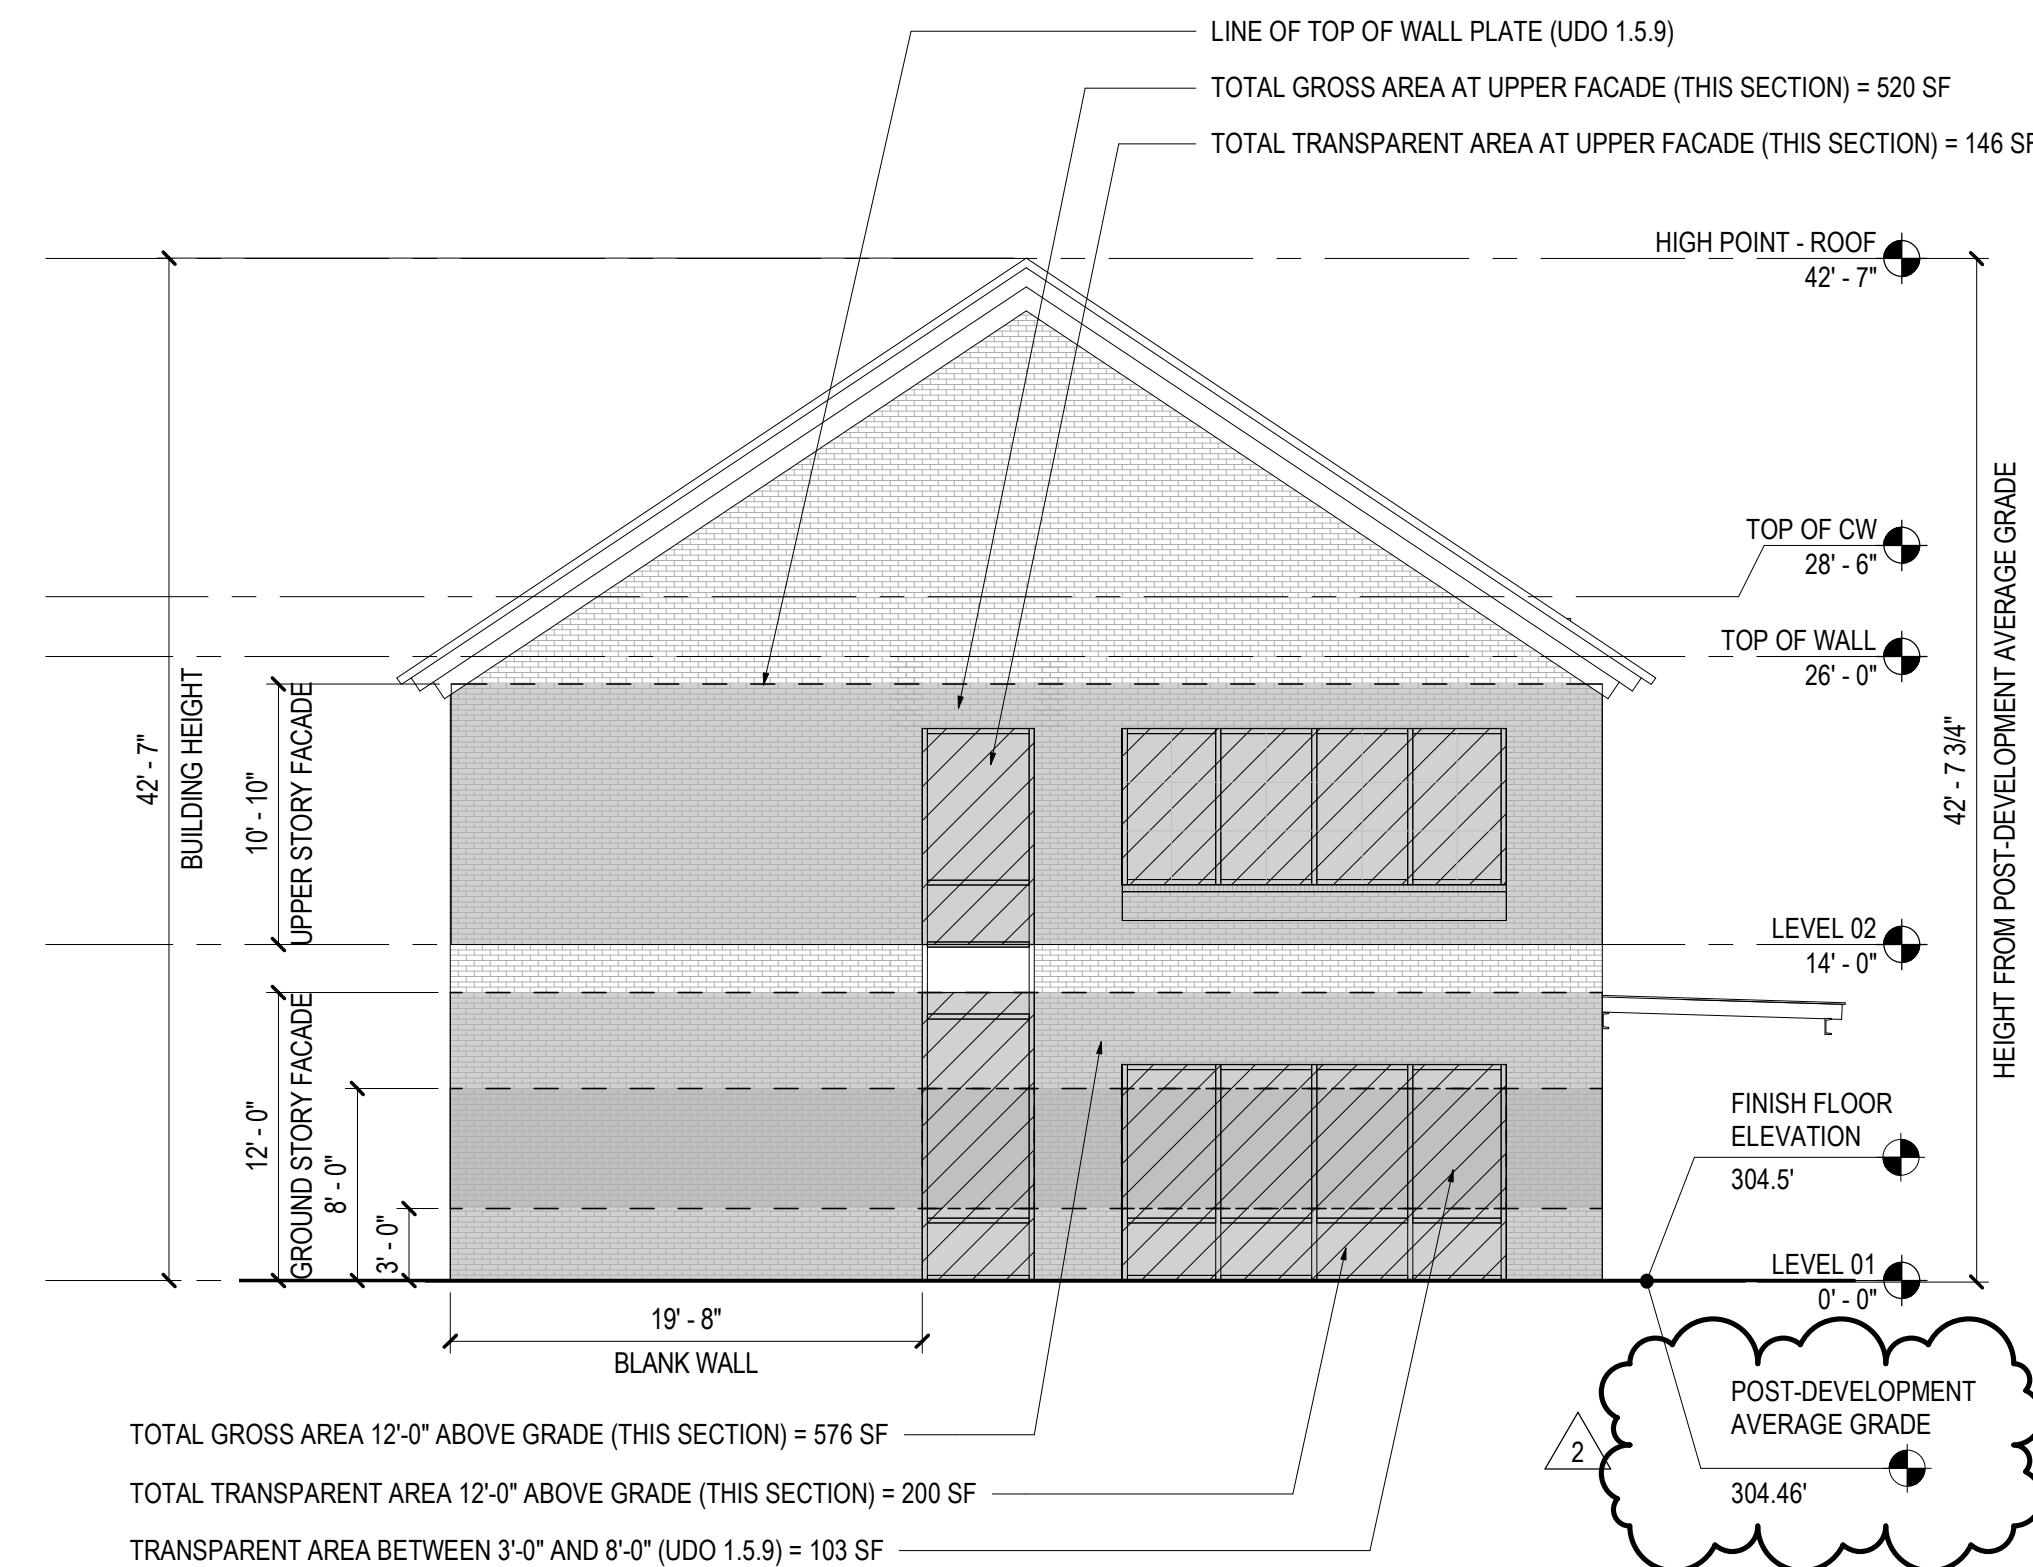 LINE OF TOP OF WALL PLATE (UDO 1.5.9)
TOTAL GROSS AREA AT UPPER FACADE (THIS SECTION) = 520 SF
TOTAL TRANSPARENT AREA AT UPPER FACADE (THIS SECTION) = 146 SF
HIGH POINT - ROOF
42' - 7"
TOP OF CW
28' - 6"
TOP OF WALL
26' - 0"
42' - 7"
BUILDING HEIGHT
10' - 10"
UPPER STORY FACADE
42' - 7 3/4"
HEIGHT FROM POST-DEVELOPMENT AVERAGE GRADE
LEVEL 02
14' - 0"
12' - 0"
GROUND STORY FACADE
8' - 0"
3' - 0"
FINISH FLOOR
ELEVATION
304.5'
LEVEL 01
0' - 0"
19' - 8"
BLANK WALL
POST-DEVELOPMENT
AVERAGE GRADE
304.46'
2
TOTAL GROSS AREA 12'-0" ABOVE GRADE (THIS SECTION) = 576 SF
TOTAL TRANSPARENT AREA 12'-0" ABOVE GRADE (THIS SECTION) = 200 SF
TRANSPARENT AREA BETWEEN 3'-0" AND 8'-0" (UDO 1.5.9) = 103 SF